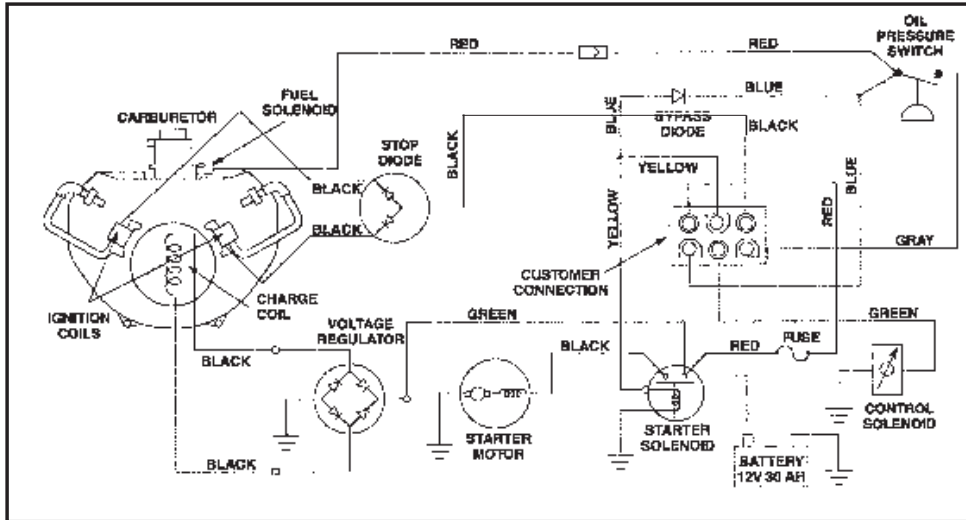 OIL
PRESSURE
SWITCH
RED
RED
FUEL
SOLENOID
CARBURETOR
BLUE
BLUE
BYPASS
DIODE
BLACK
STOP
DIODE
BLACK
BLACK
YELLOW
BLUE
RED
YELLOW
BLACK
GRAY
CUSTOMER
CONNECTION
IGNITION
COILS
CHARGE
COIL
VOLTAGE
REGULATOR
GREEN
GREEN
BLACK
BLACK
RED
FUSE
STARTER
MOTOR
STARTER
SOLENOID
CONTROL
SOLENOID
BLACK
BATTERY
12V 30 AH